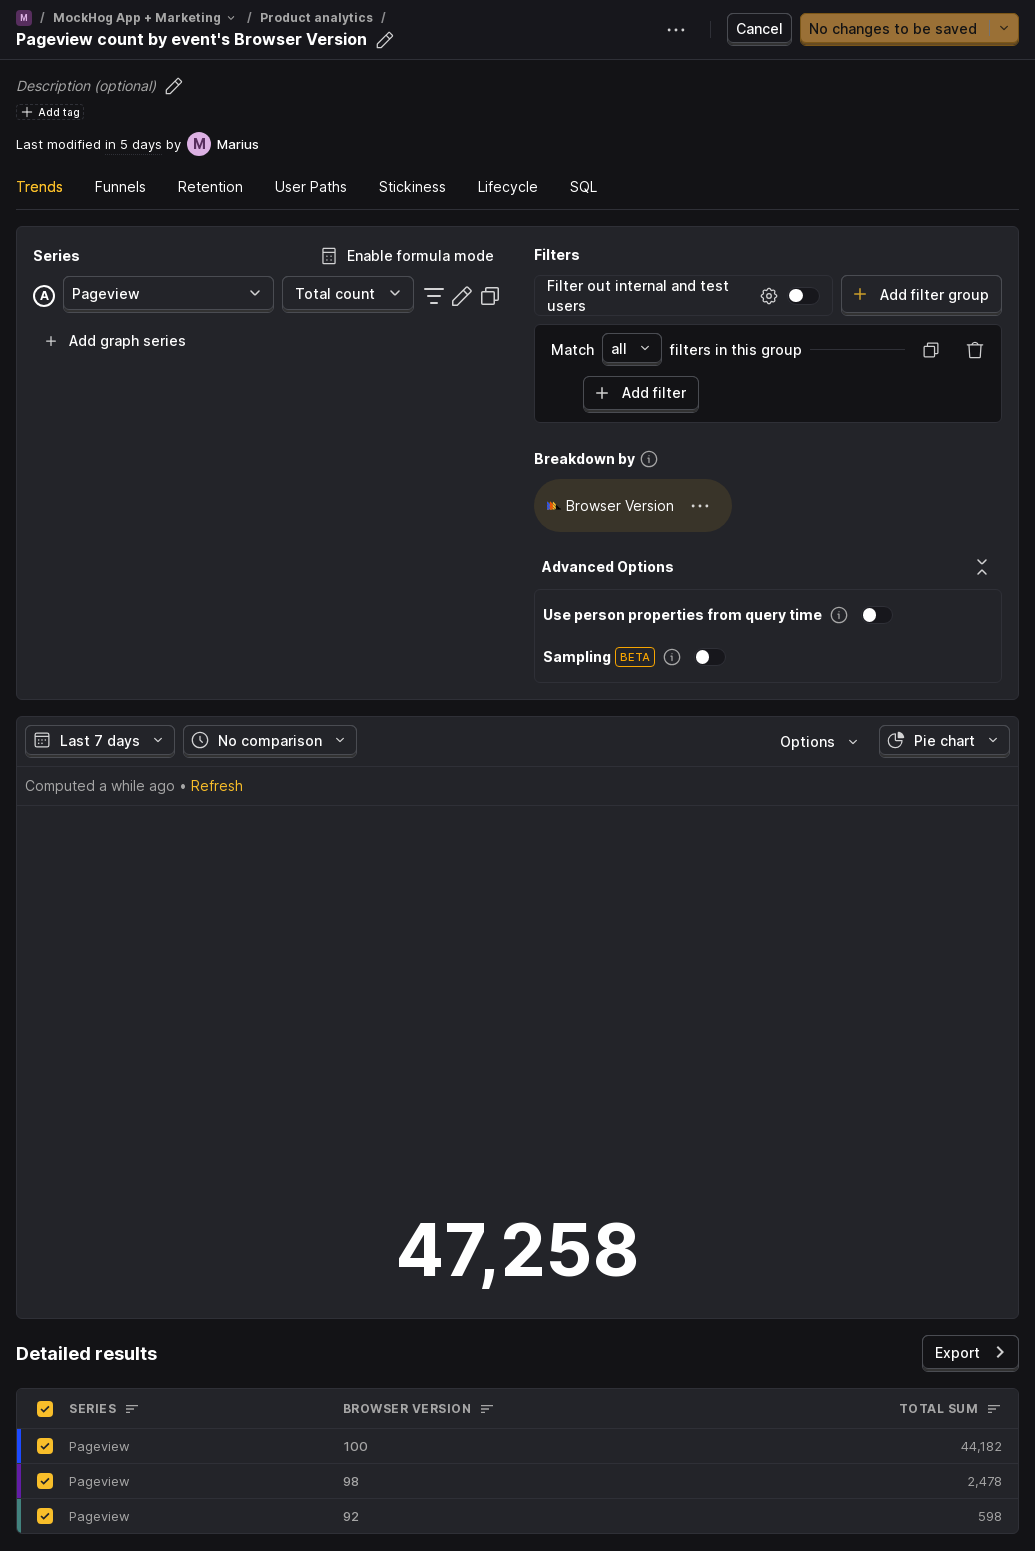 M / MockHog App + Marketing / Product analytics /
Pageview count by event's Browser Version
Cancel
No changes to be saved
Description (optional)
Add tag
Last modified in 5 days by M Marius
Trends Funnels Retention User Paths Stickiness Lifecycle SQL
Series
Enable formula mode
A Pageview Total count
Add graph series
Filters
Filter out internal and test
users
Add filter group
Match all filters in this group
Add filter
Breakdown by
Browser Version
Advanced Options
Use person properties from query time
Sampling BETA
Last 7 days No comparison Options Pie chart
Computed a while ago • Refresh
47,258
Detailed results
Export
SERIES BROWSER VERSION TOTAL SUM
Pageview 100 44,182
Pageview 98 2,478
Pageview 92 598